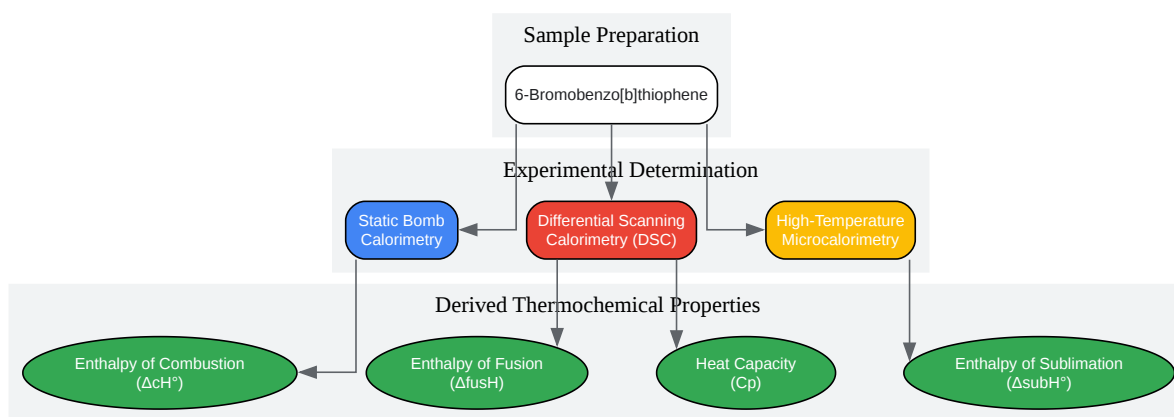 Sample Preparation
6-Bromobenzo[b]thiophene
Experimental Determination
Static Bomb
Calorimetry
Differential Scanning
Calorimetry (DSC)
High-Temperature
Microcalorimetry
Derived Thermochemical Properties
Enthalpy of Combustion
(ΔcH°)
Enthalpy of Fusion
(ΔfusH)
Heat Capacity
(Cp)
Enthalpy of Sublimation
(ΔsubH°)